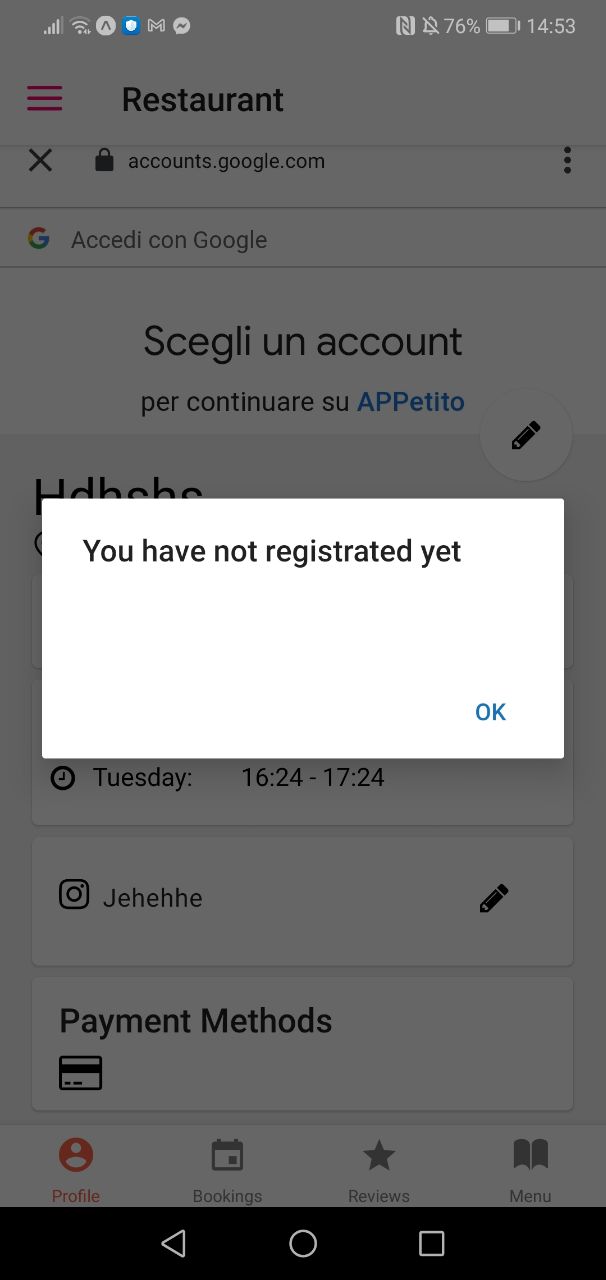 76% 14:53
Restaurant
accounts.google.com
Accedi con Google
Scegli un account
per continuare su APPetito
Hdhshs
You have not registrated yet
OK
Tuesday: 16:24 - 17:24
Jehehhe
Payment Methods
Profile Bookings Reviews Menu